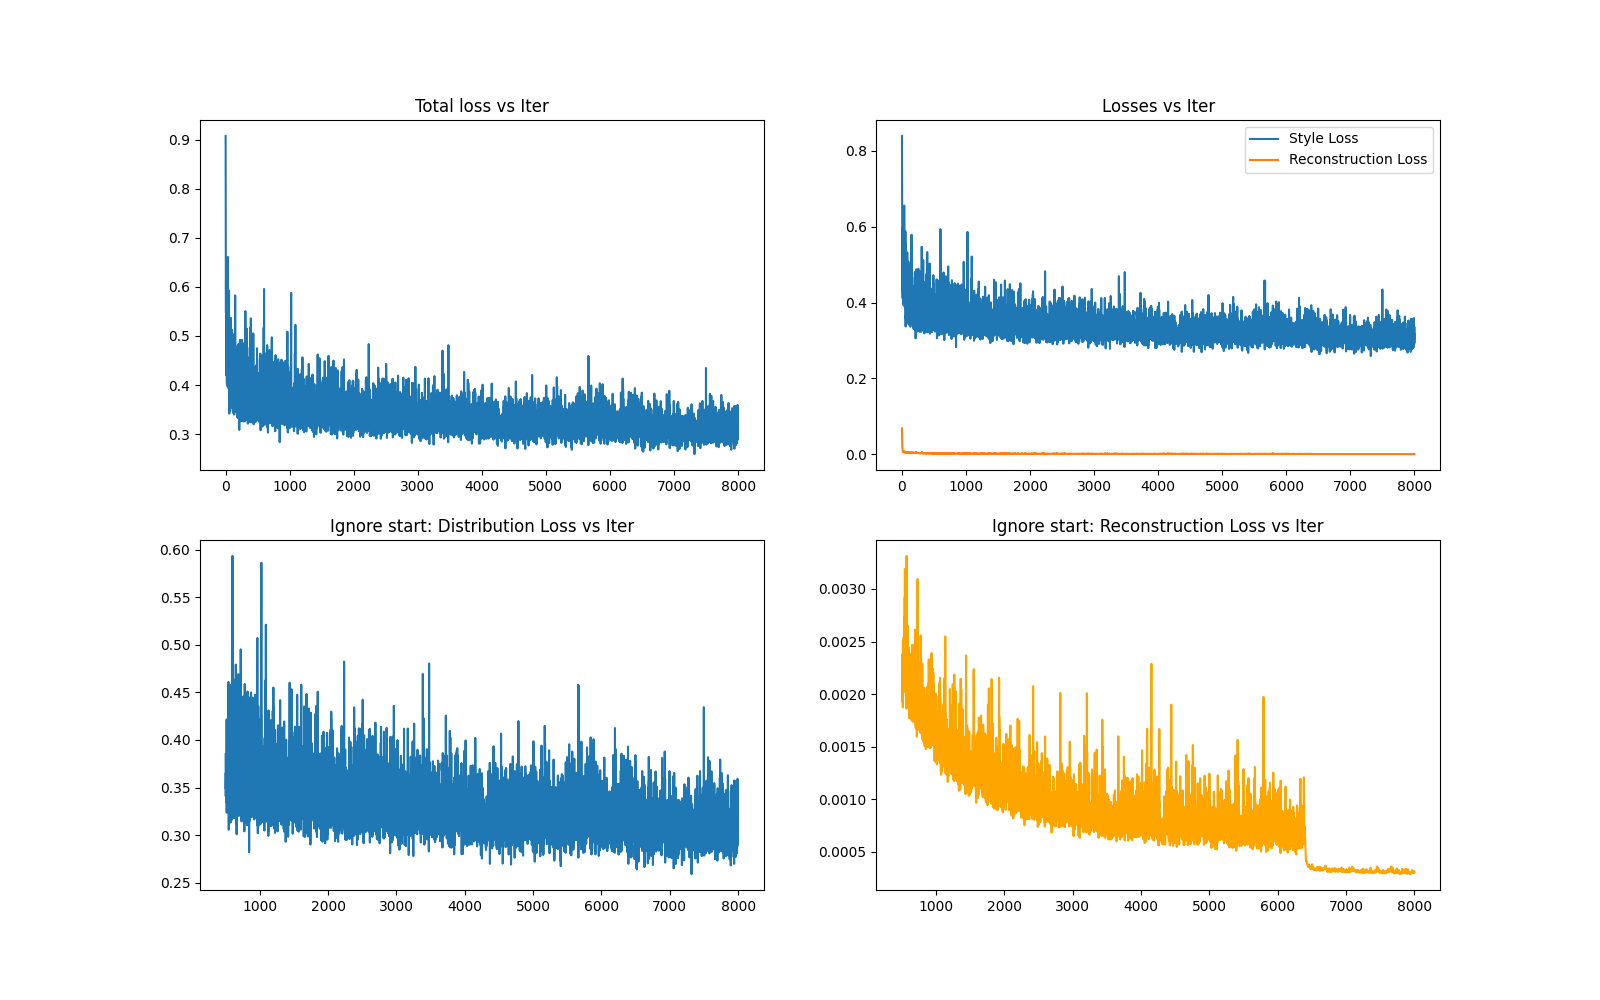 Total loss vs Iter
0.9
0.8
0.7
0.6
0.5
0.4
0.3
0 1000 2000 3000 4000 5000 6000 7000 8000
Losses vs Iter
Style Loss
Reconstruction Loss
0.8
0.6
0.4
0.2
0.0
0 1000 2000 3000 4000 5000 6000 7000 8000
Ignore start: Distribution Loss vs Iter
0.60
0.55
0.50
0.45
0.40
0.35
0.30
0.25
1000 2000 3000 4000 5000 6000 7000 8000
Ignore start: Reconstruction Loss vs Iter
0.0030
0.0025
0.0020
0.0015
0.0010
0.0005
1000 2000 3000 4000 5000 6000 7000 8000